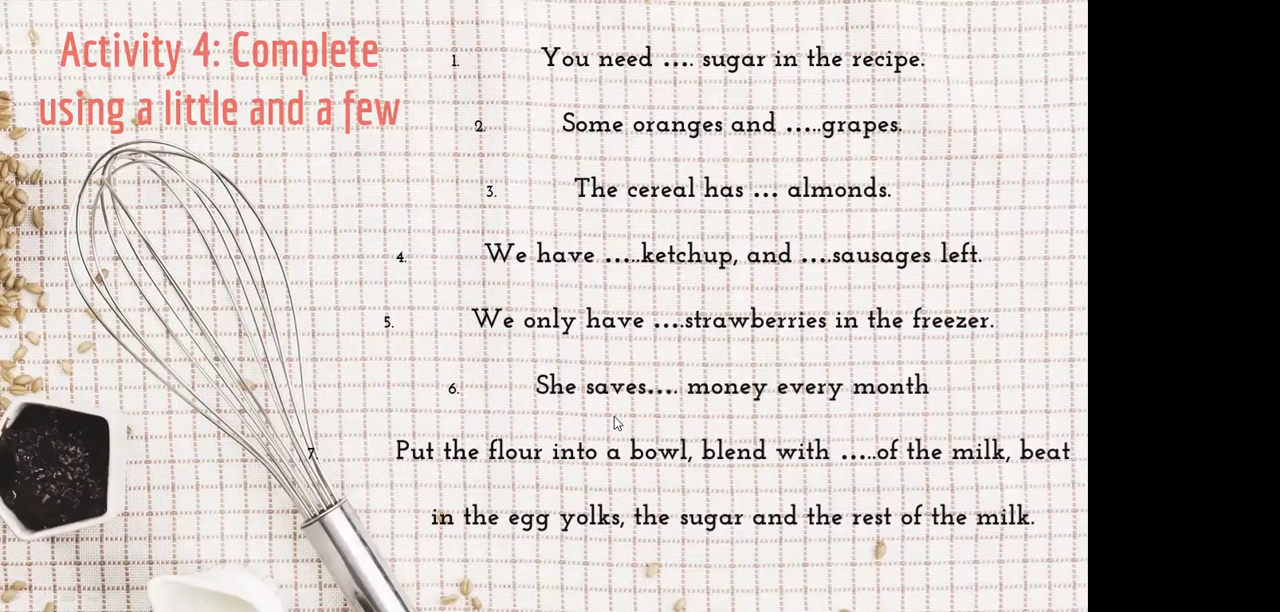 Activity 4: Complete
using a little and a few
1. You need .... sugar in the recipe.
2. Some oranges and .....grapes.
3. The cereal has ... almonds.
4. We have .....ketchup, and ....sausages left.
5. We only have ....strawberries in the freezer.
6. She saves.... money every month
7. Put the flour into a bowl, blend with .....of the milk, beat
in the egg yolks, the sugar and the rest of the milk.